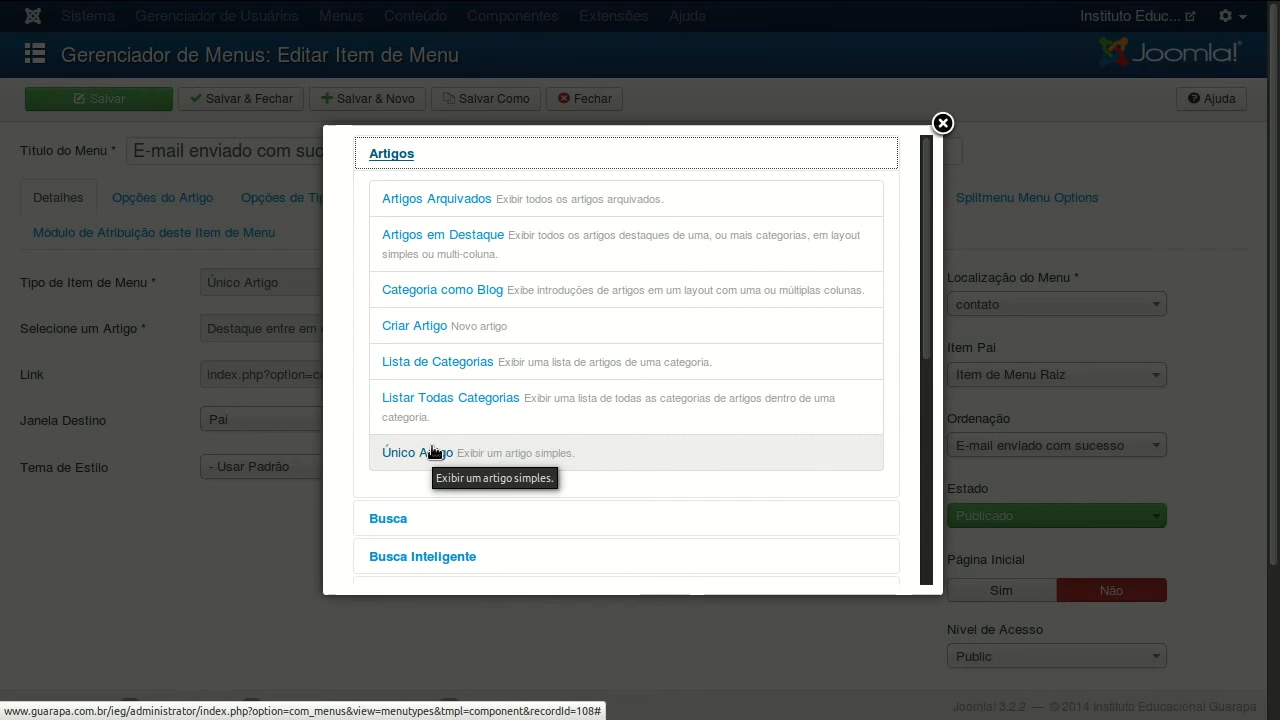 Sistema Gerenciador de Usuários Menus Conteúdo Componentes Extensões Ajuda Instituto Educ...
Gerenciador de Menus: Editar Item de Menu Joomla!
Salvar Salvar & Fechar Salvar & Novo Salvar Como Fechar Ajuda
Título do Menu * E-mail enviado com suc
Detalhes Opções do Artigo Opções de Tip Splitmenu Menu Options
Módulo de Atribuição deste Item de Menu
Tipo de Item de Menu * Único Artigo
Selecione um Artigo * Destaque entre em
Link index.php?option=c
Janela Destino Pai
Tema de Estilo - Usar Padrão
Artigos
Artigos Arquivados Exibir todos os artigos arquivados.
Artigos em Destaque Exibir todos os artigos destaques de uma, ou mais categorias, em layout
simples ou multi-coluna.
Categoria como Blog Exibe introduções de artigos em um layout com uma ou múltiplas colunas.
Criar Artigo Novo artigo
Lista de Categorias Exibir uma lista de artigos de uma categoria.
Listar Todas Categorias Exibir uma lista de todas as categorias de artigos dentro de uma
categoria.
Único Artigo Exibir um artigo simples.
Exibir um artigo simples.
Busca
Busca Inteligente
Localização do Menu *
contato
Item Pai
Item de Menu Raiz
Ordenação
E-mail enviado com sucesso
Estado
Publicado
Página Inicial
Sim Não
Nível de Acesso
Public
www.guarapa.com.br/ieg/administrator/index.php?option=com_menus&view=menutypes&tmpl=component&recordId=108#
Joomla! 3.2.2 — © 2014 Instituto Educacional Guarapa